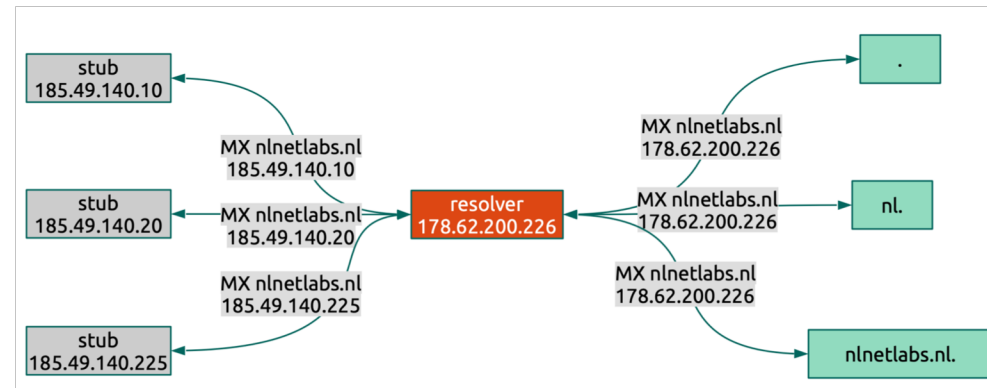 stub
185.49.140.10
MX nlnetlabs.nl
185.49.140.10
stub
185.49.140.20
MX nlnetlabs.nl
185.49.140.20
stub
185.49.140.225
MX nlnetlabs.nl
185.49.140.225
resolver
178.62.200.226
MX nlnetlabs.nl
178.62.200.226
.
MX nlnetlabs.nl
178.62.200.226
nl.
MX nlnetlabs.nl
178.62.200.226
nlnetlabs.nl.